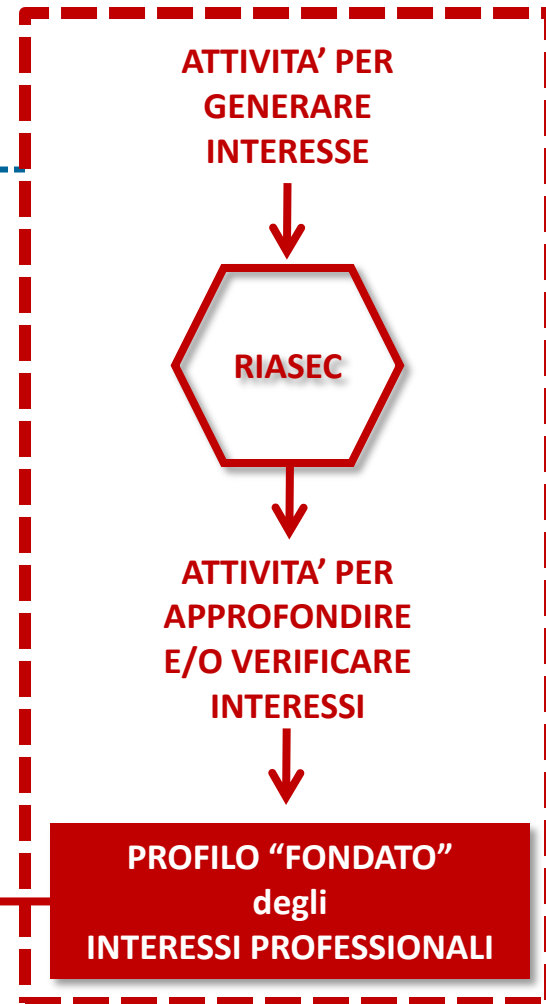 ATTIVITA’ PER
GENERARE
INTERESSE
RIASEC
ATTIVITA’ PER
APPROFONDIRE
E/O VERIFICARE
INTERESSI
PROFILO “FONDATO”
degli
INTERESSI PROFESSIONALI